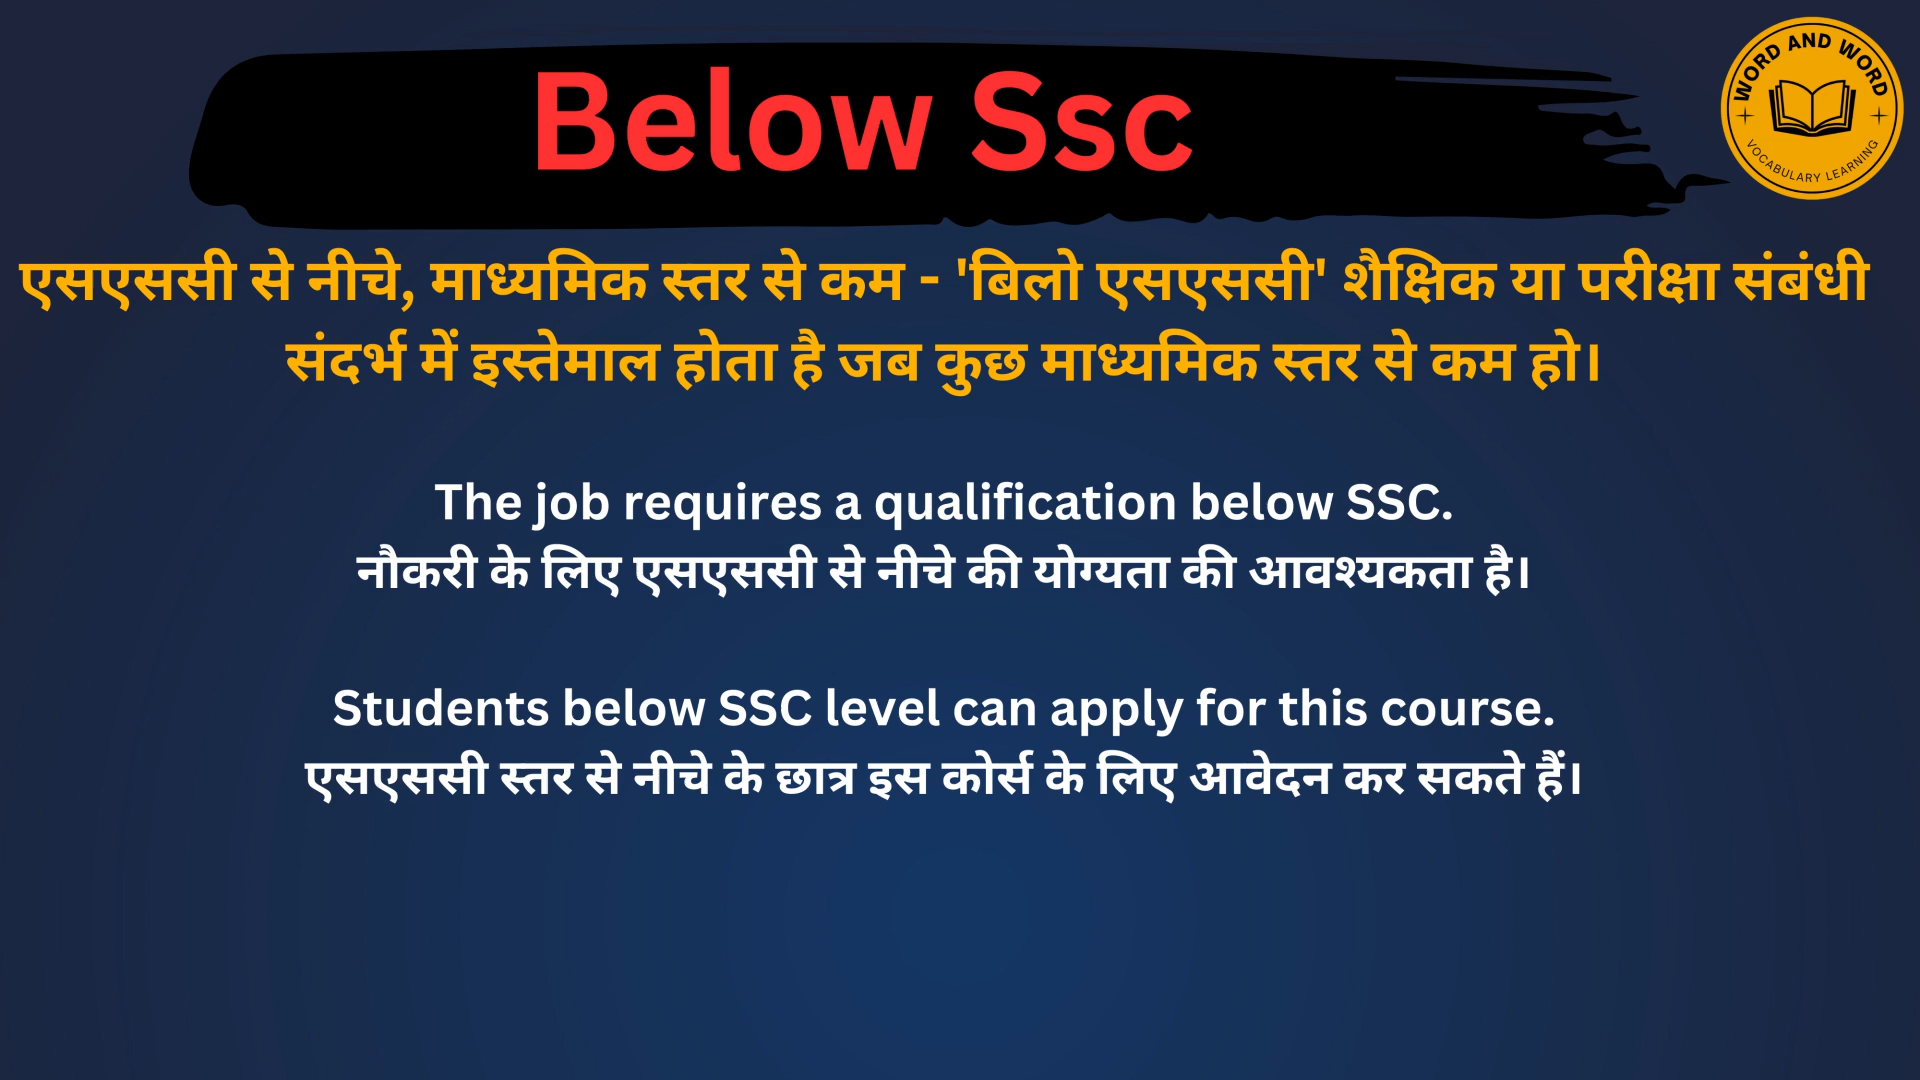 Below Ssc
WORD AND WORD
VOCABULARY LEARNING
एसएससी से नीचे, माध्यमिक स्तर से कम - 'बिलो एसएससी' शैक्षिक या परीक्षा संबंधी
संदर्भ में इस्तेमाल होता है जब कुछ माध्यमिक स्तर से कम हो।
The job requires a qualification below SSC.
नौकरी के लिए एसएससी से नीचे की योग्यता की आवश्यकता है।
Students below SSC level can apply for this course.
एसएससी स्तर से नीचे के छात्र इस कोर्स के लिए आवेदन कर सकते हैं।